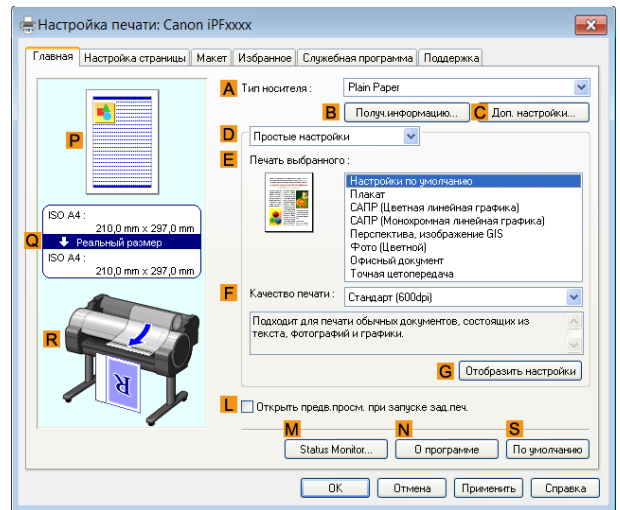 Настройка печати: Canon iPFxxxx
Главная Настройка страницы Макет Избранное Служебная программа Поддержка
A Тип носителя : Plain Paper
B Получ.информацию... C Доп. настройки...
P
D Простые настройки
E Печать выбранного :
Настройки по умолчанию
Плакат
САПР (Цветная линейная графика)
САПР (Монохромная линейная графика)
Перспектива, изображение GIS
Фото (Цветной)
Офисный документ
Точная цетопередача
ISO A4 :
210,0 mm x 297,0 mm
Q Реальный размер
ISO A4 :
210,0 mm x 297,0 mm
F Качество печати : Стандарт (600dpi)
Подходит для печати обычных документов, состоящих из
текста, фотографий и графики.
R
R
G Отобразить настройки
L Открыть предв.просм. при запуске зад.печ.
M N S
Status Monitor... О программе По умолчанию
OK Отмена Применить Справка